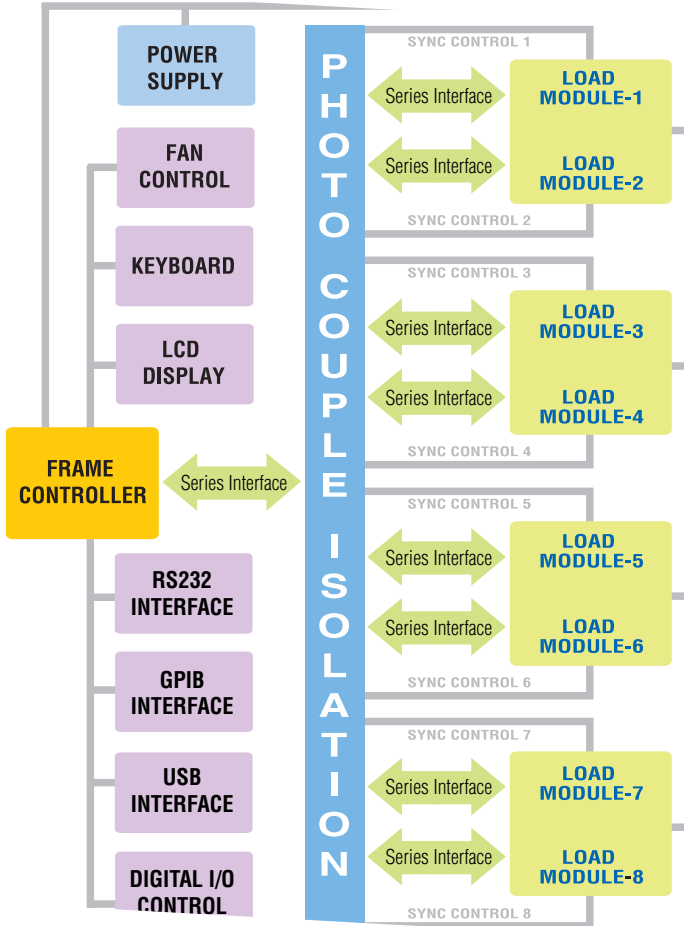 POWER
SUPPLY
FAN
CONTROL
KEYBOARD
LCD
DISPLAY
FRAME
CONTROLLER
Series Interface
RS232
INTERFACE
GPIB
INTERFACE
USB
INTERFACE
DIGITAL I/O
CONTROL
PHOTO COUPLE ISOLATION
SYNC CONTROL 1
Series Interface
LOAD
MODULE-1
Series Interface
LOAD
MODULE-2
SYNC CONTROL 2
SYNC CONTROL 3
Series Interface
LOAD
MODULE-3
Series Interface
LOAD
MODULE-4
SYNC CONTROL 4
SYNC CONTROL 5
Series Interface
LOAD
MODULE-5
Series Interface
LOAD
MODULE-6
SYNC CONTROL 6
SYNC CONTROL 7
Series Interface
LOAD
MODULE-7
Series Interface
LOAD
MODULE-8
SYNC CONTROL 8